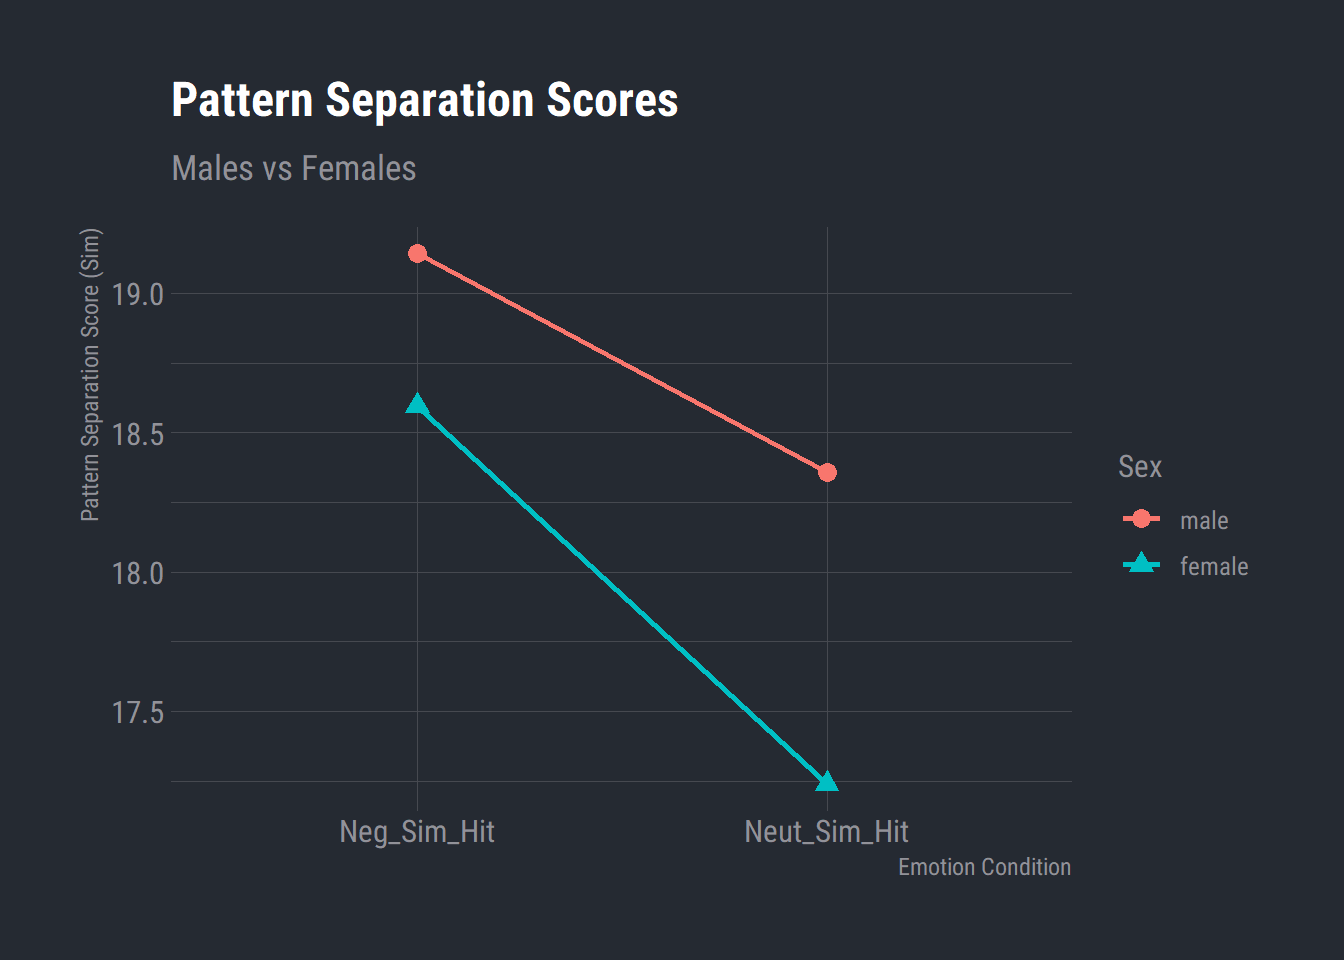 Pattern Separation Scores
Males vs Females
Pattern Separation Score (Sim)
19.0
18.5
18.0
17.5
Neg_Sim_Hit
Neut_Sim_Hit
Emotion Condition
Sex
male
female